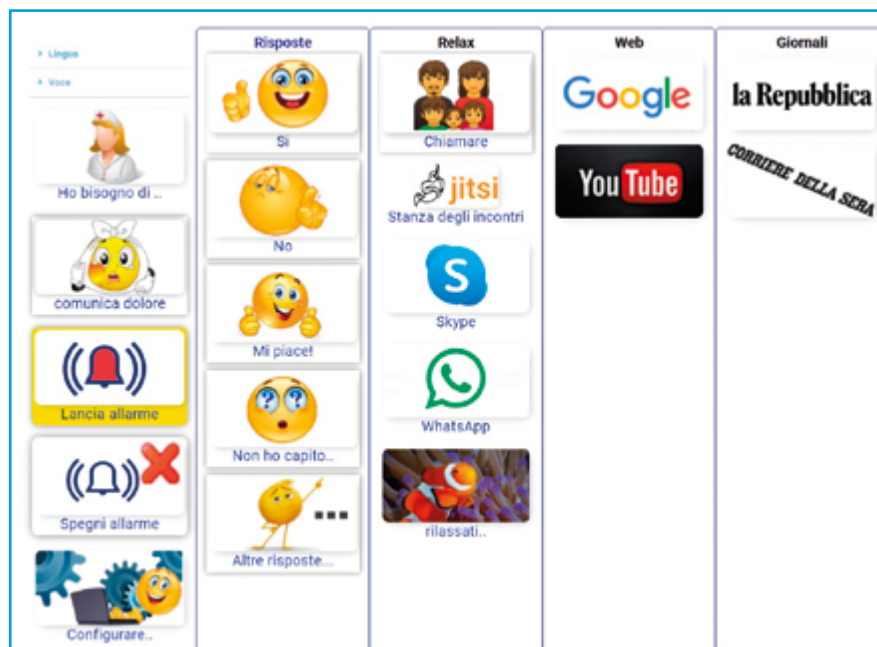 Lingua
Voce
Ho bisogno di ..
comunica dolore
Lancia allarme
Spegni allarme
Configurare..
Risposte
Si
No
Mi piace!
? ?
Non ho capito..
Altre risposte...
Relax
Chiamare
jitsi
Stanza degli incontri
S
Skype
WhatsApp
rilassati..
Web
Google
YouTube
Giornali
la Repubblica
CORRIERE DELLA SERA